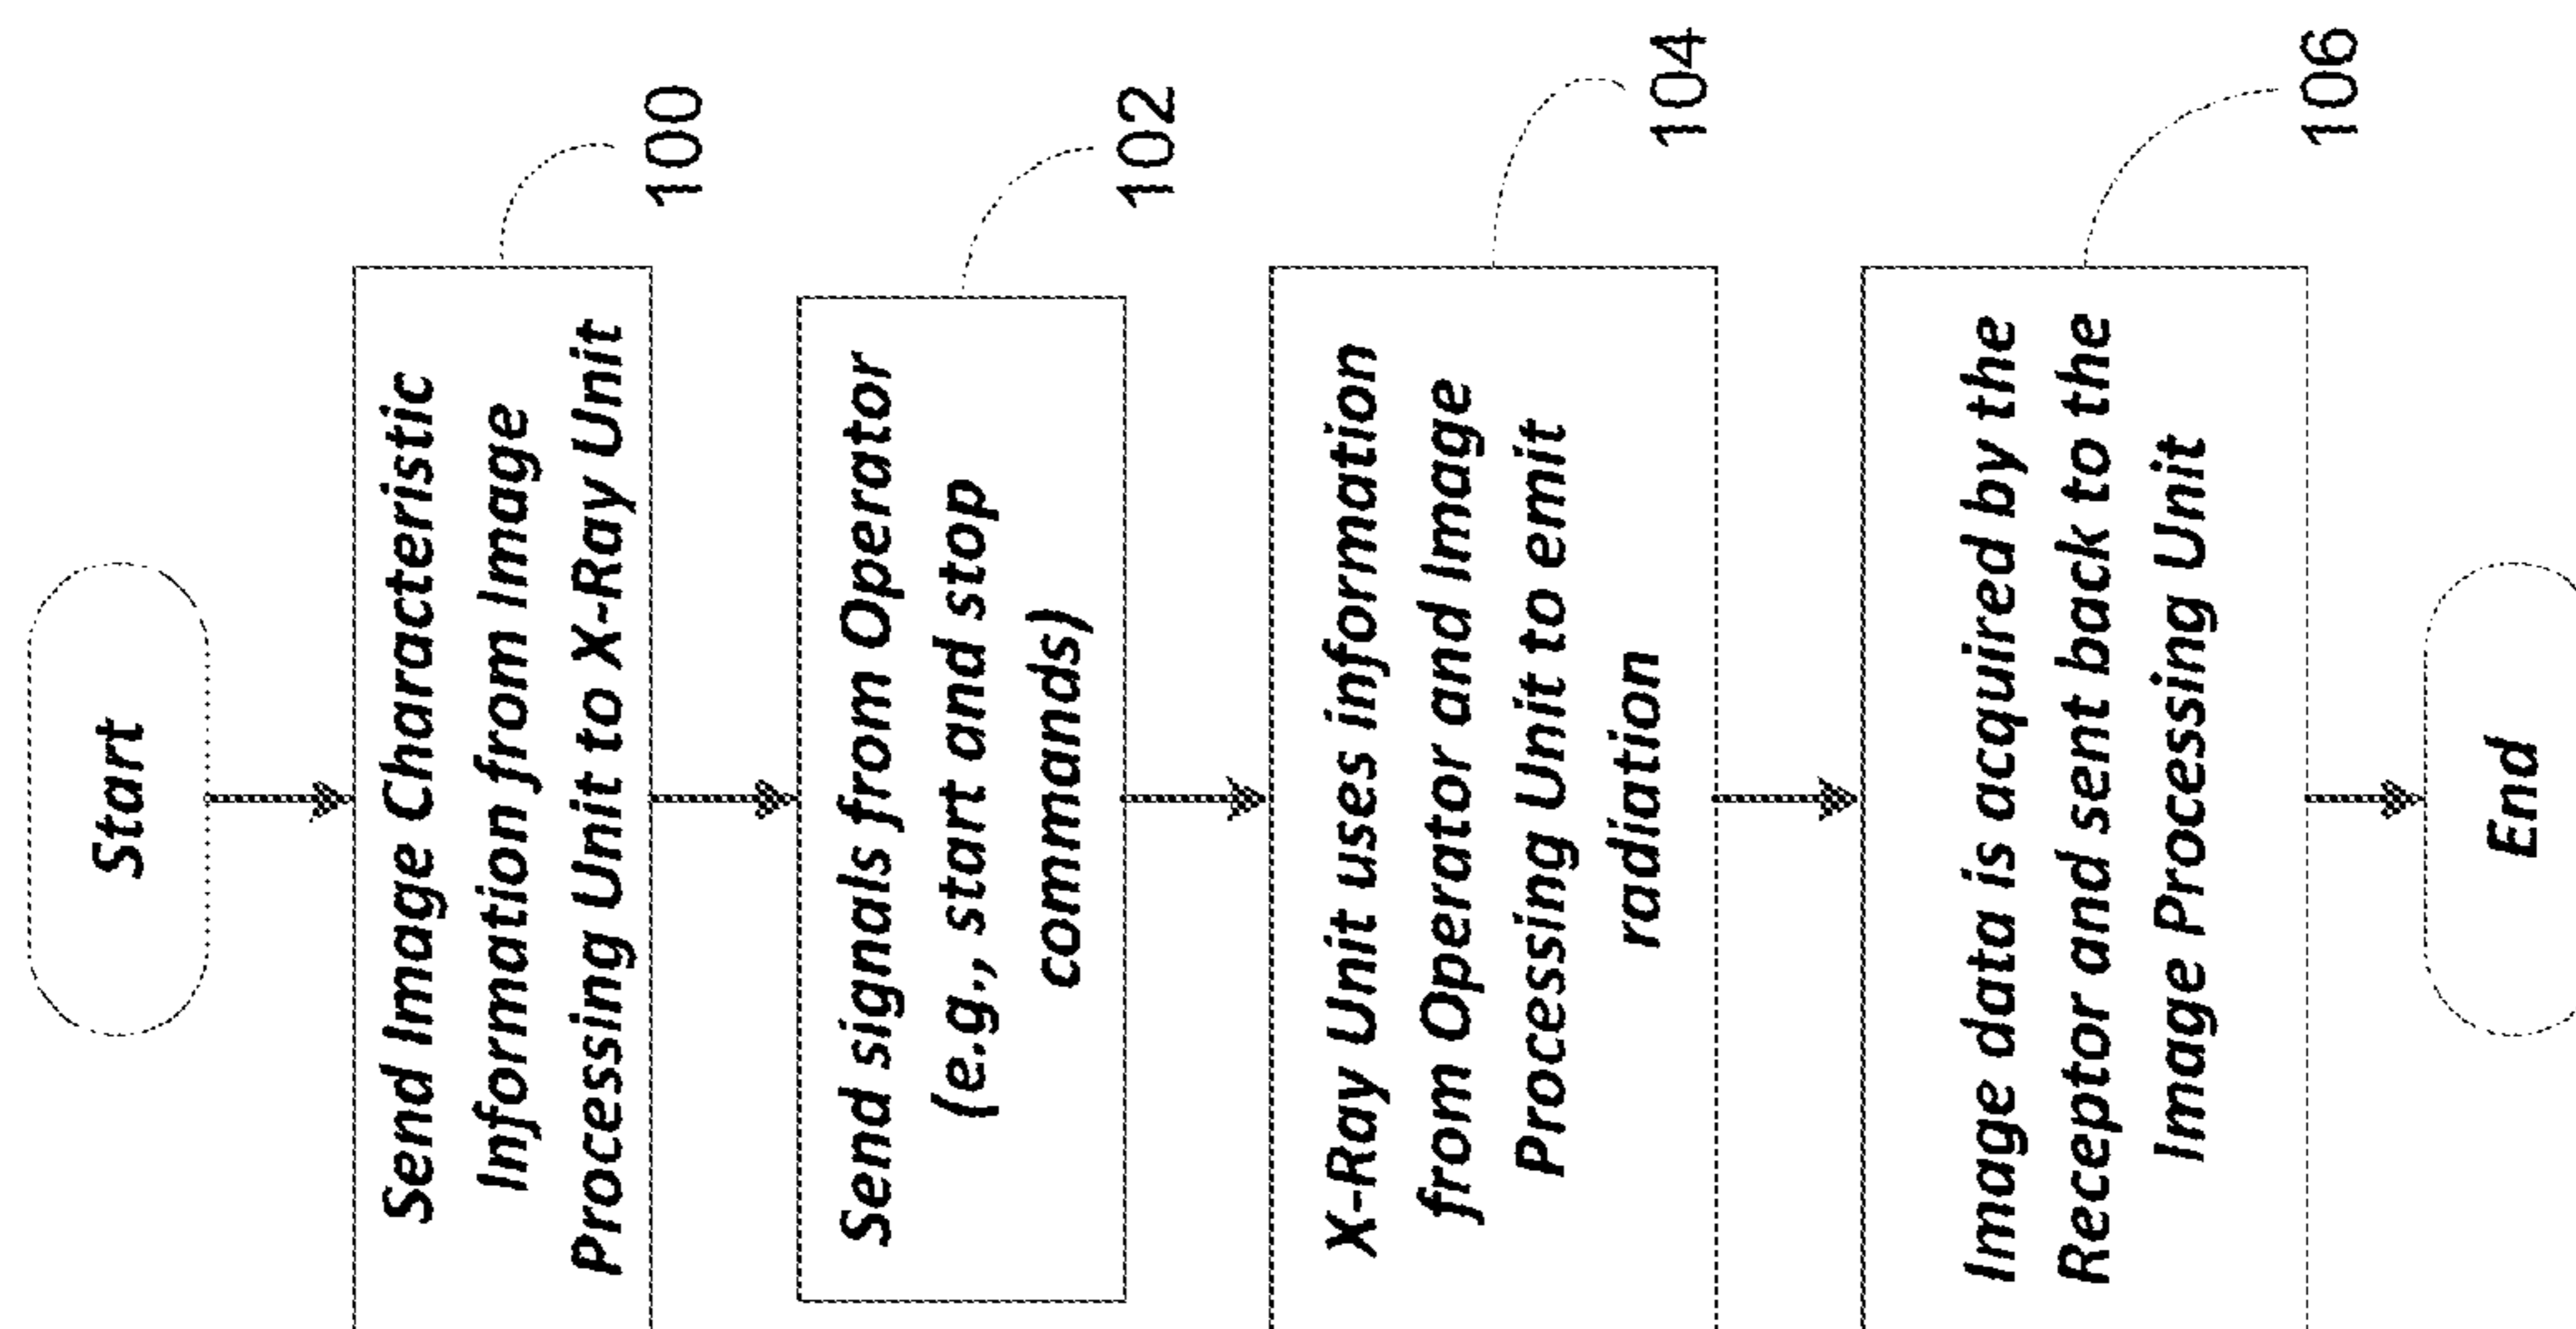 Start
Send Image Characteristic
Information from Image
Processing Unit to X-Ray Unit
100
Send signals from Operator
(e.g., start and stop
commands)
102
X-Ray Unit uses information
from Operator and Image
Processing Unit to emit
radiation
104
Image data is acquired by the
Receptor and sent back to the
Image Processing Unit
106
End